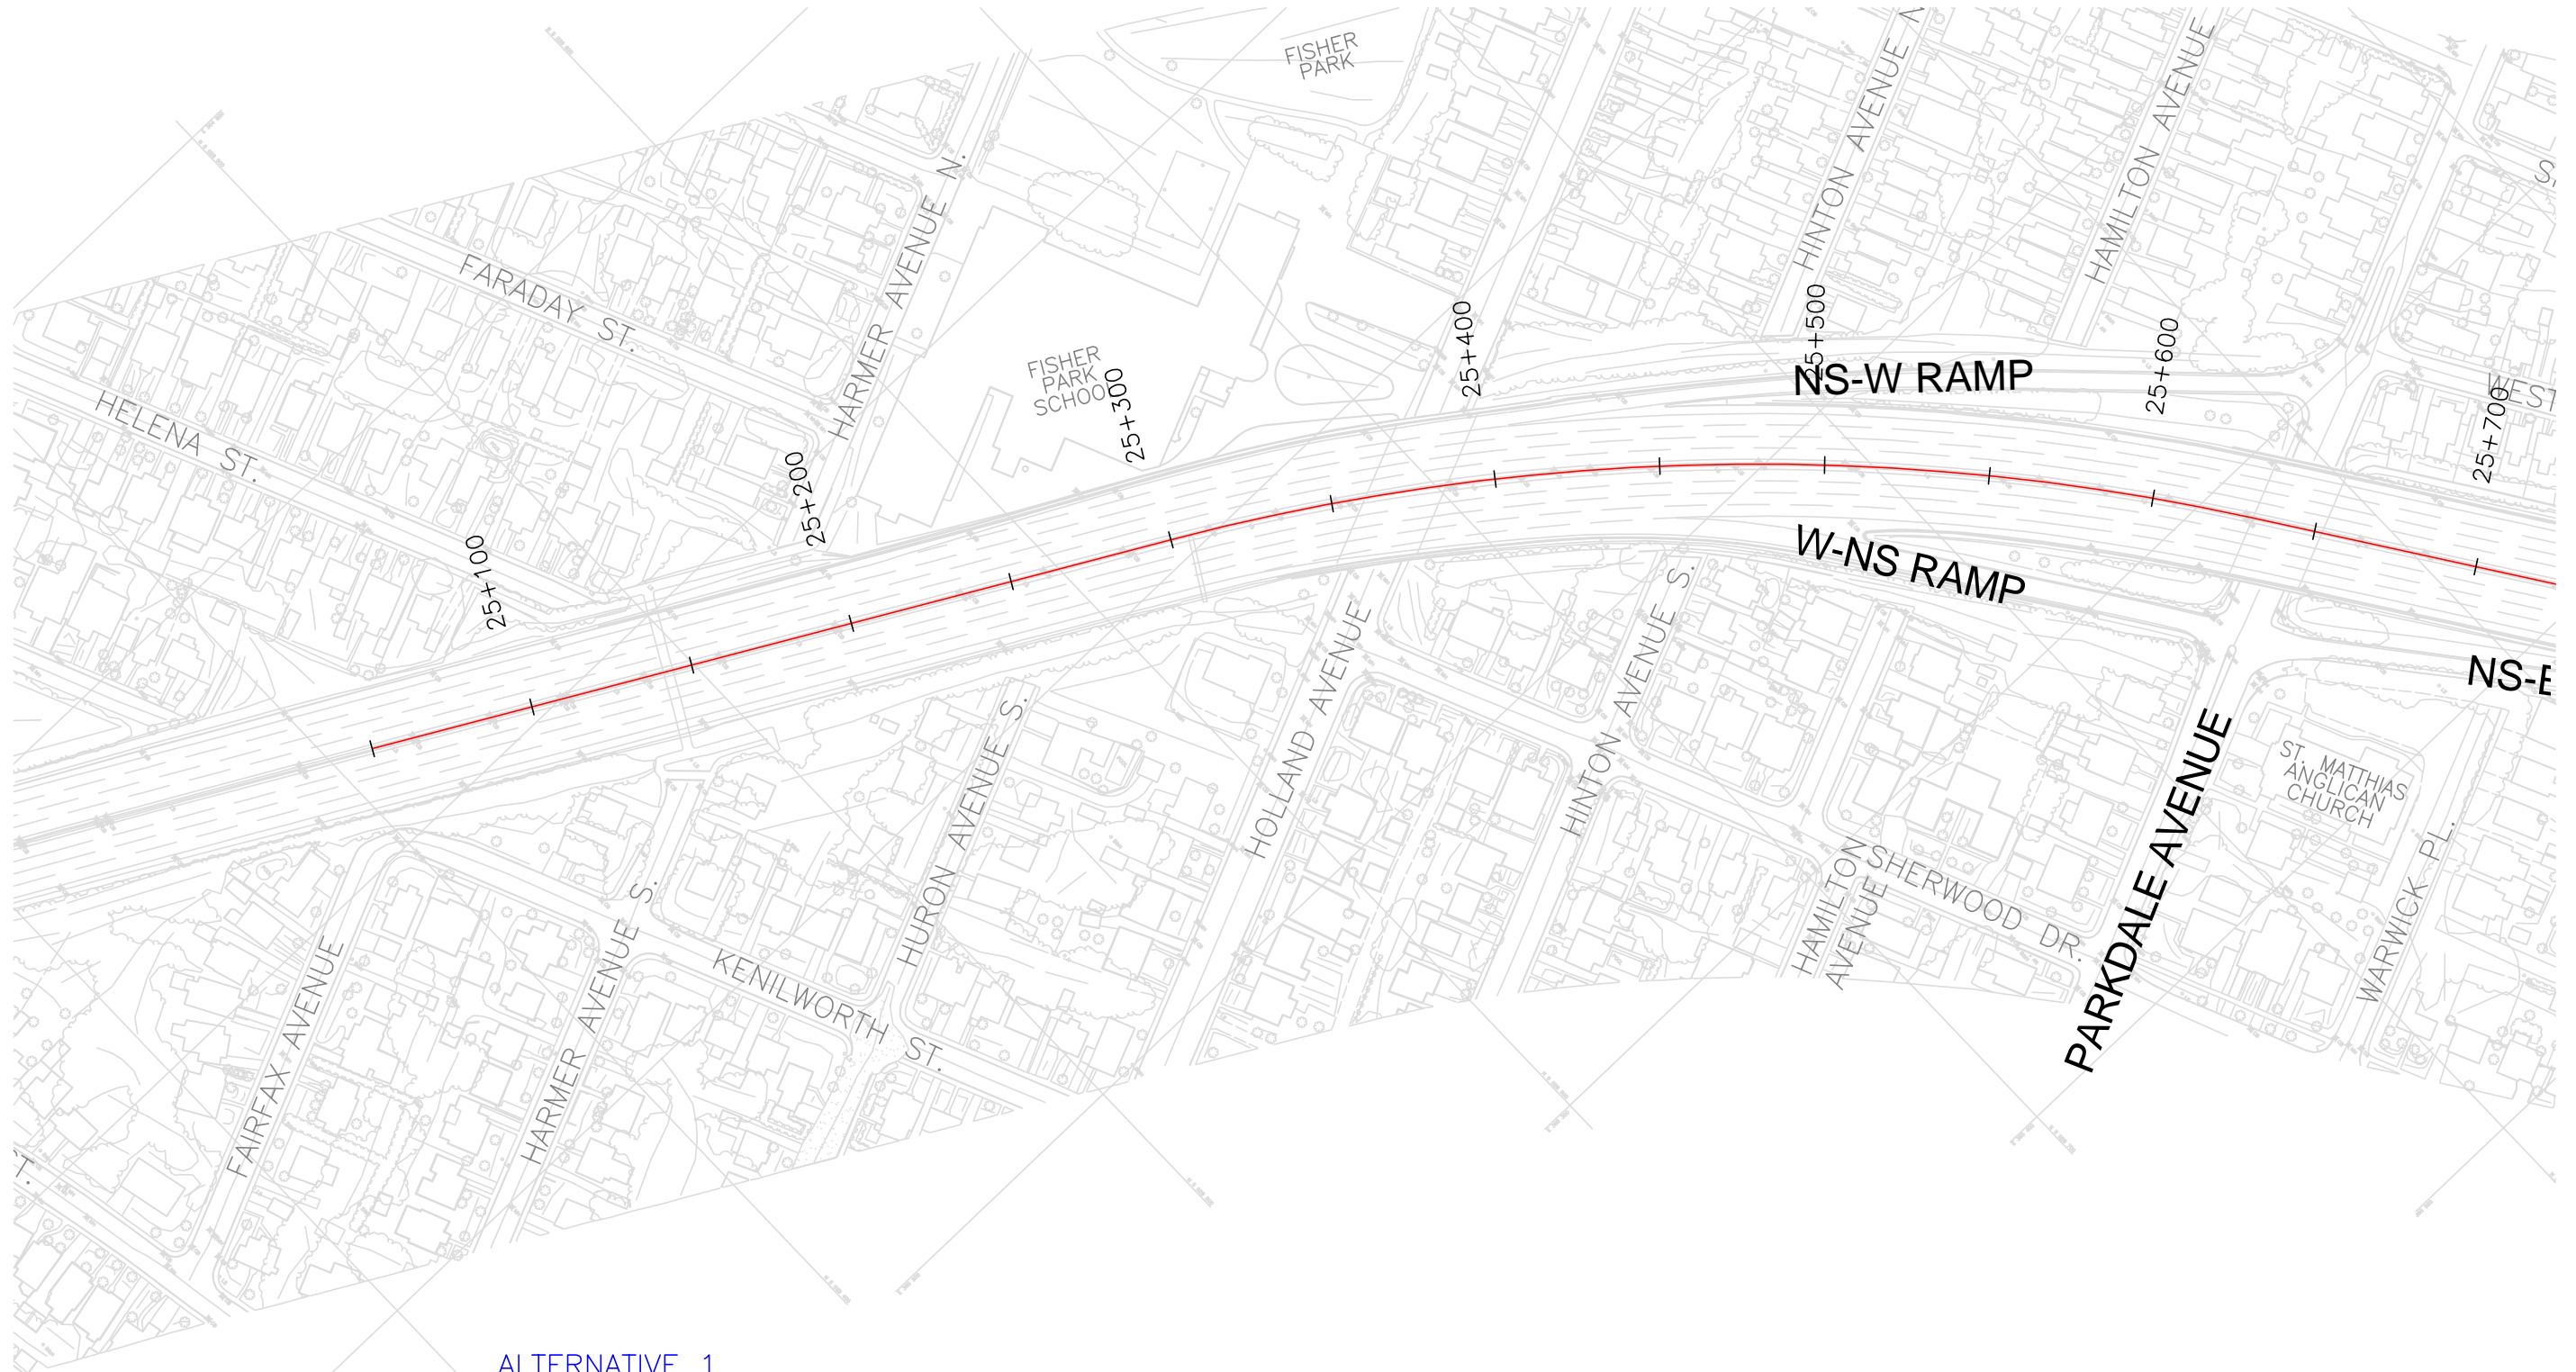 FISHER
PARK
HINTON AVENUE N
HAMILTON AVENUE
HARMER AVENUE N.
FARADAY ST.
HELENA ST.
FISHER
PARK
SCHOOL
25+100
25+200
25+300
25+400
25+500
25+600
25+700
NS-W RAMP
WEST
W-NS RAMP
NS-E
HOLLAND AVENUE
HINTON AVENUE S.
HURON AVENUE S.
HARMER AVENUE S.
FAIRFAX AVENUE
KENILWORTH ST.
HAMILTON
AVENUE
SHERWOOD DR.
PARKDALE AVENUE
ST. MATTHIAS
ANGLICAN
CHURCH
WARWICK PL.
ST.
ALTERNATIVE 1